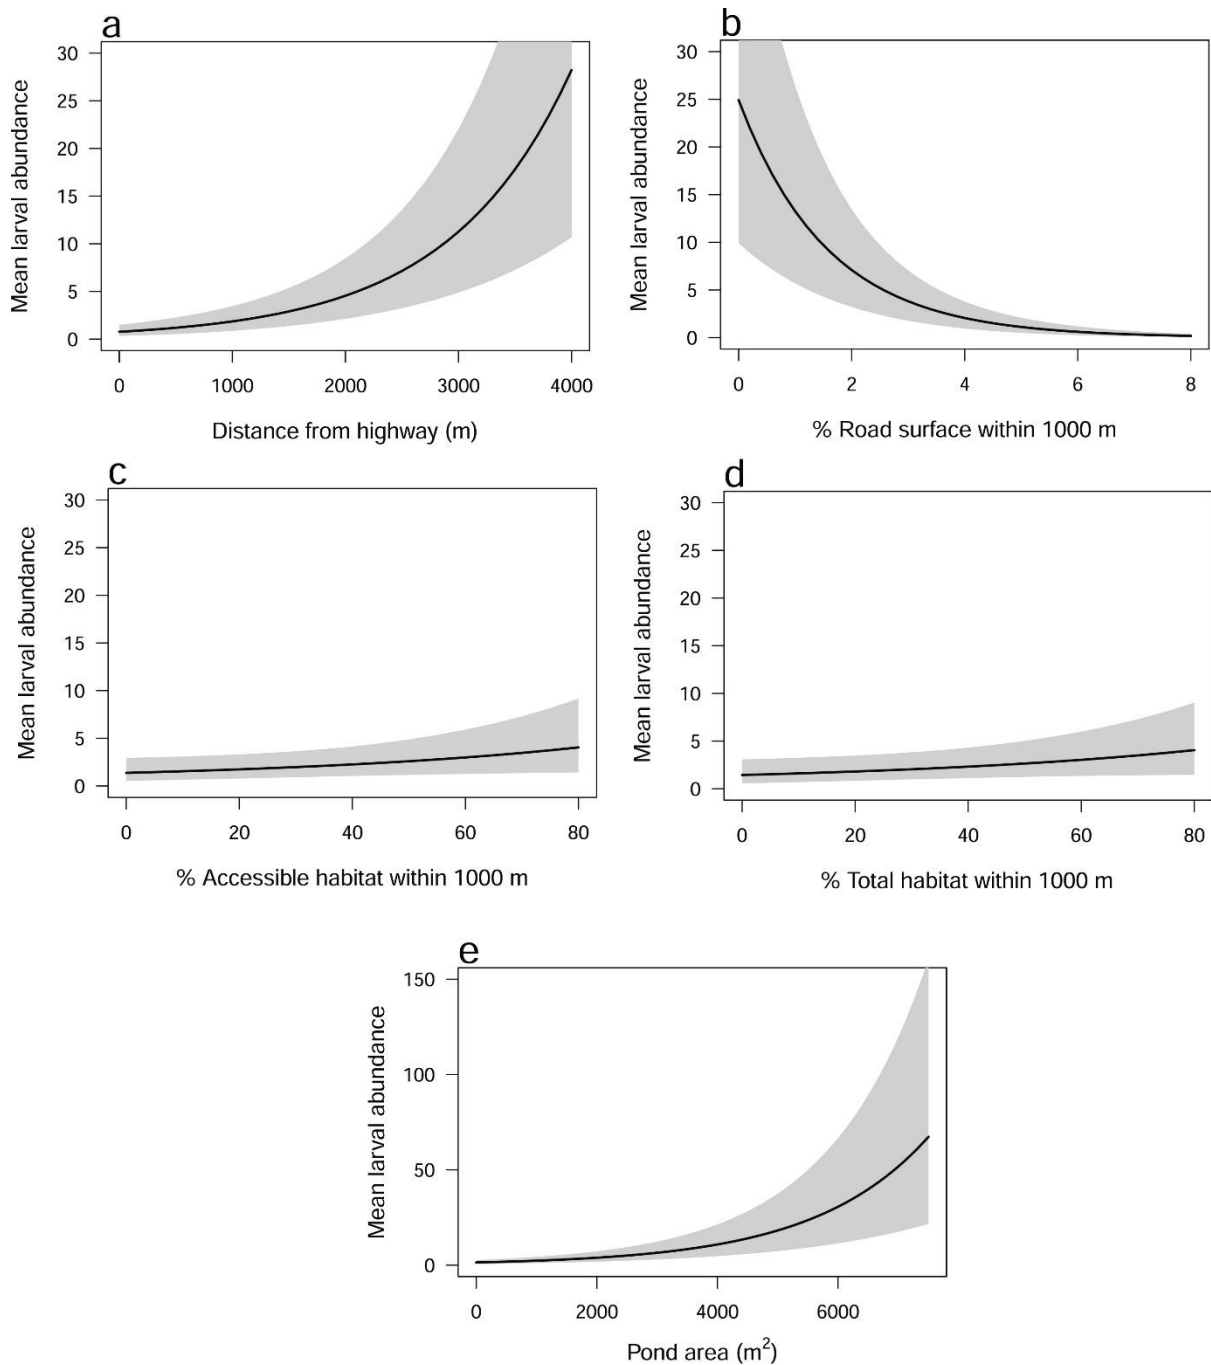 a
30
25
20
15
10
5
0
Mean larval abundance
0 1000 2000 3000 4000
Distance from highway (m)
b
30
25
20
15
10
5
0
Mean larval abundance
0 2 4 6 8
% Road surface within 1000 m
c
30
25
20
15
10
5
0
Mean larval abundance
0 20 40 60 80
% Accessible habitat within 1000 m
d
30
25
20
15
10
5
0
Mean larval abundance
0 20 40 60 80
% Total habitat within 1000 m
e
150
100
50
0
Mean larval abundance
0 2000 4000 6000
Pond area (m²)